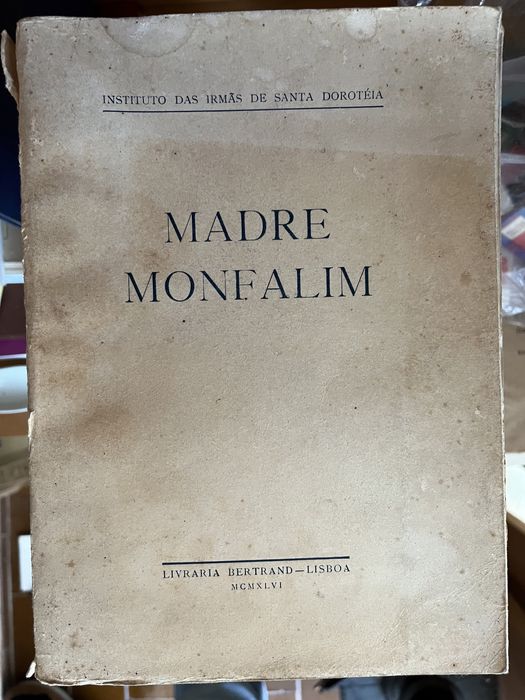 INSTITUTO DAS IRMÃS DE SANTA DOROTÉIA
MADRE
MONFALIM
LIVRARIA BERTRAND—LISBOA
MCMXLVI